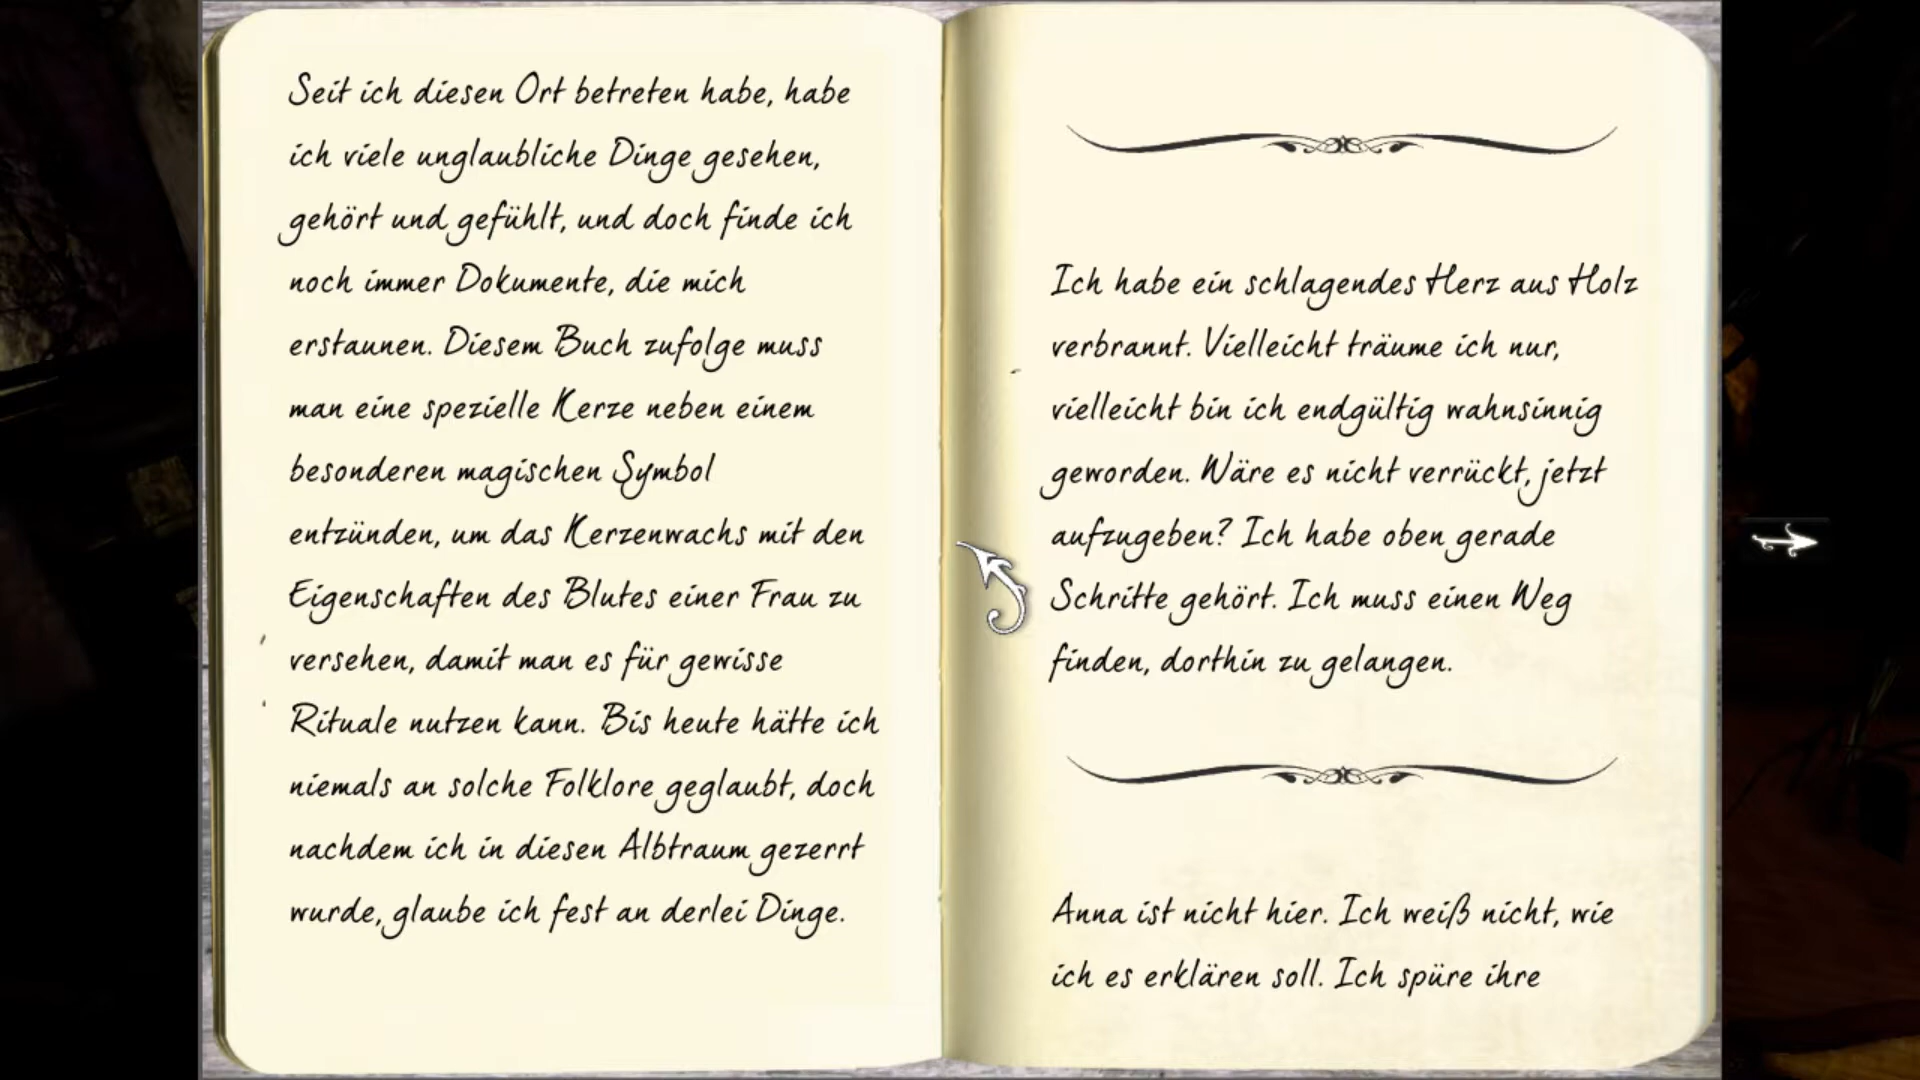 Seit ich diesen Ort betreten habe, habe
ich viele unglaubliche Dinge gesehen,
gehört und gefühlt, und doch finde ich
noch immer Dokumente, die mich
erstaunen. Diesem Buch zufolge muss
man eine spezielle Kerze neben einem
besonderen magischen Symbol
entzünden, um das Kerzenwachs mit den
Eigenschaften des Blutes einer Frau zu
versehen, damit man es für gewisse
Rituale nutzen kann. Bis heute hätte ich
niemals an solche Folklore geglaubt, doch
nachdem ich in diesen Albtraum gezerrt
wurde, glaube ich fest an derlei Dinge.
Ich habe ein schlagendes Herz aus Holz
verbrannt. Vielleicht träume ich nur,
vielleicht bin ich endgültig wahnsinnig
geworden. Wäre es nicht verrückt, jetzt
aufzugeben? Ich habe oben gerade
Schritte gehört. Ich muss einen Weg
finden, dorthin zu gelangen.
Anna ist nicht hier. Ich weiß nicht, wie
ich es erklären soll. Ich spüre ihre